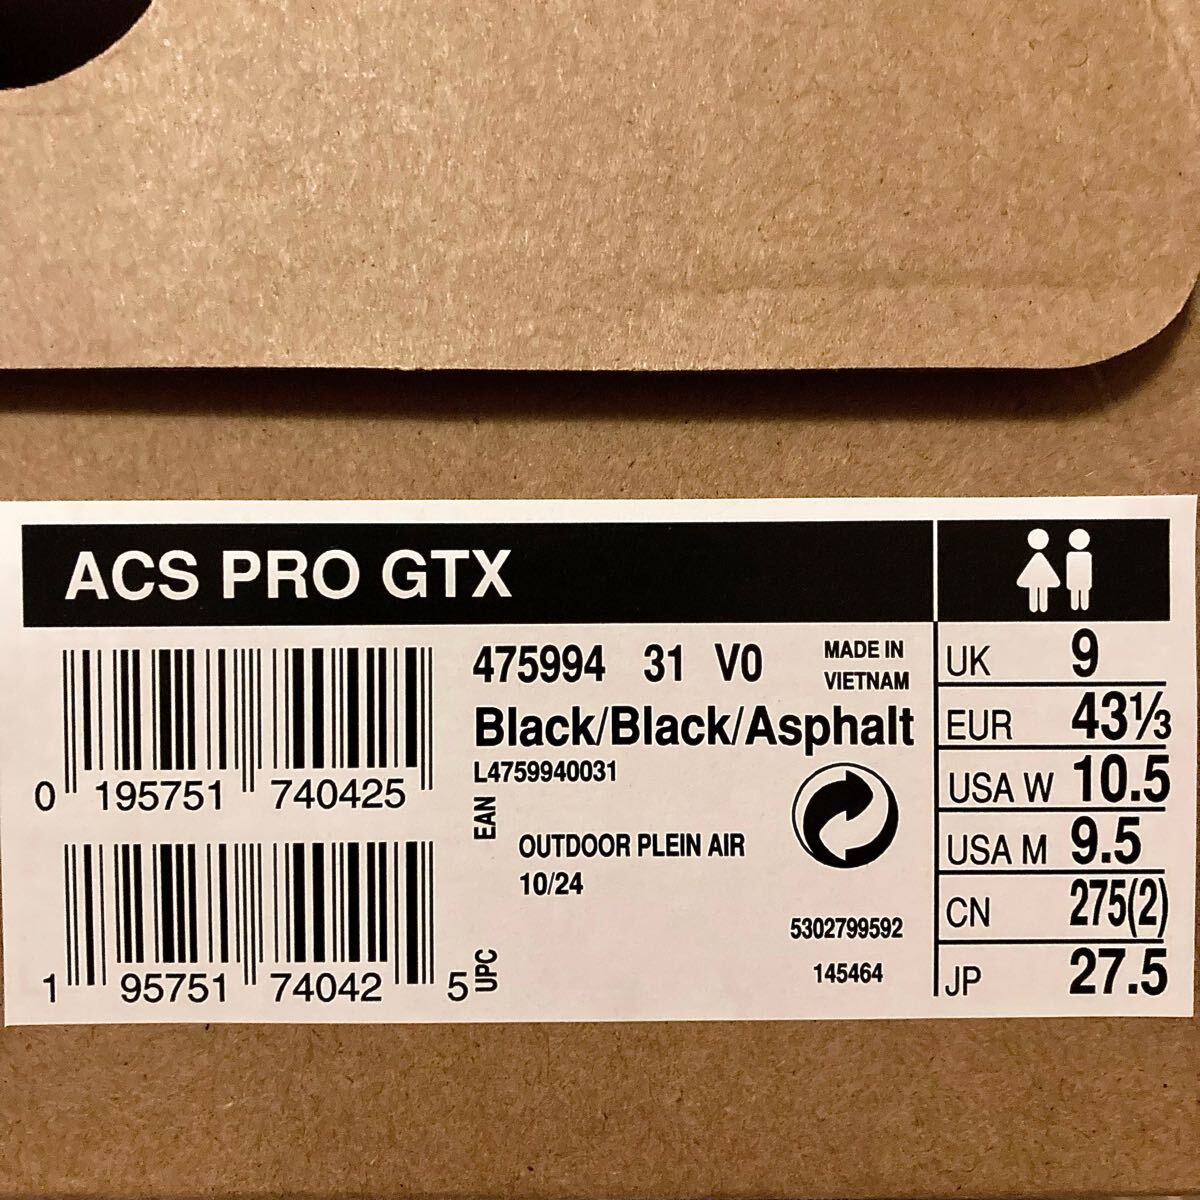 ACS PRO GTX
475994 31 V0
MADE IN
VIETNAM
Black/Black/Asphalt
L4759940031
0 195751 740425
EAN
OUTDOOR PLEIN AIR
10/24
1 95751 74042 5
UPC
5302799592
145464
UK 9
EUR 43⅓
USA W 10.5
USA M 9.5
CN 275(2)
JP 27.5